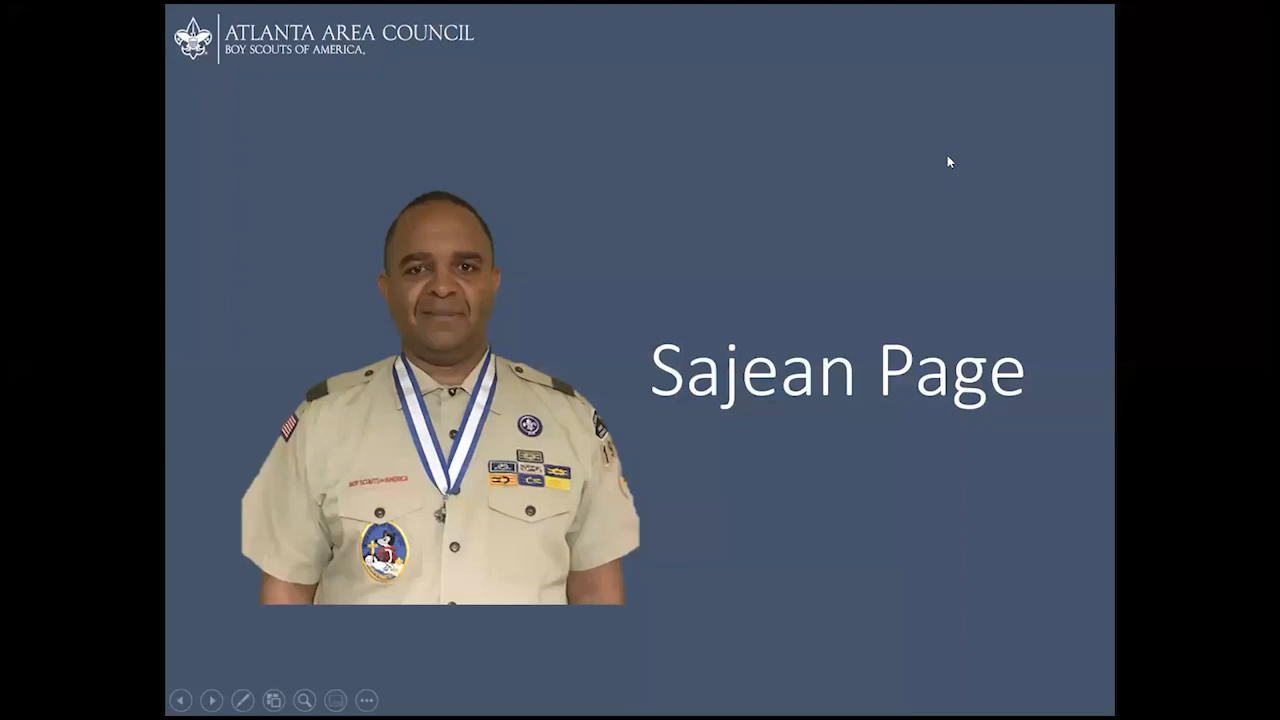 ATLANTA AREA COUNCIL
BOY SCOUTS OF AMERICA,
Sajean Page
BOY SCOUTS OF AMERICA